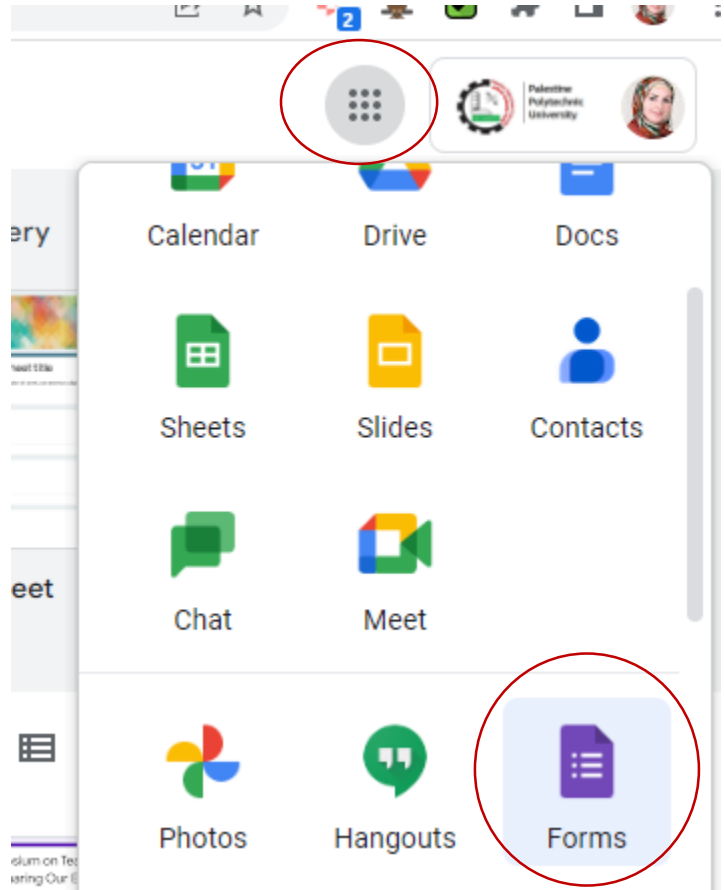 2
Palestine
Polytechnic
University
ery
Calendar
Drive
Docs
Sheets
Slides
Contacts
eet
Chat
Meet
Photos
Hangouts
Forms